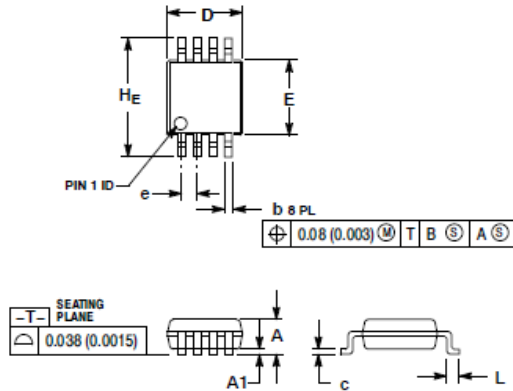 D
HE
E
PIN 1 ID
e
b 8 PL
⌖ 0.08 (0.003) Ⓜ T B Ⓢ A Ⓢ
-T- SEATING
PLANE
⌓ 0.038 (0.0015)
A
A1
c
L